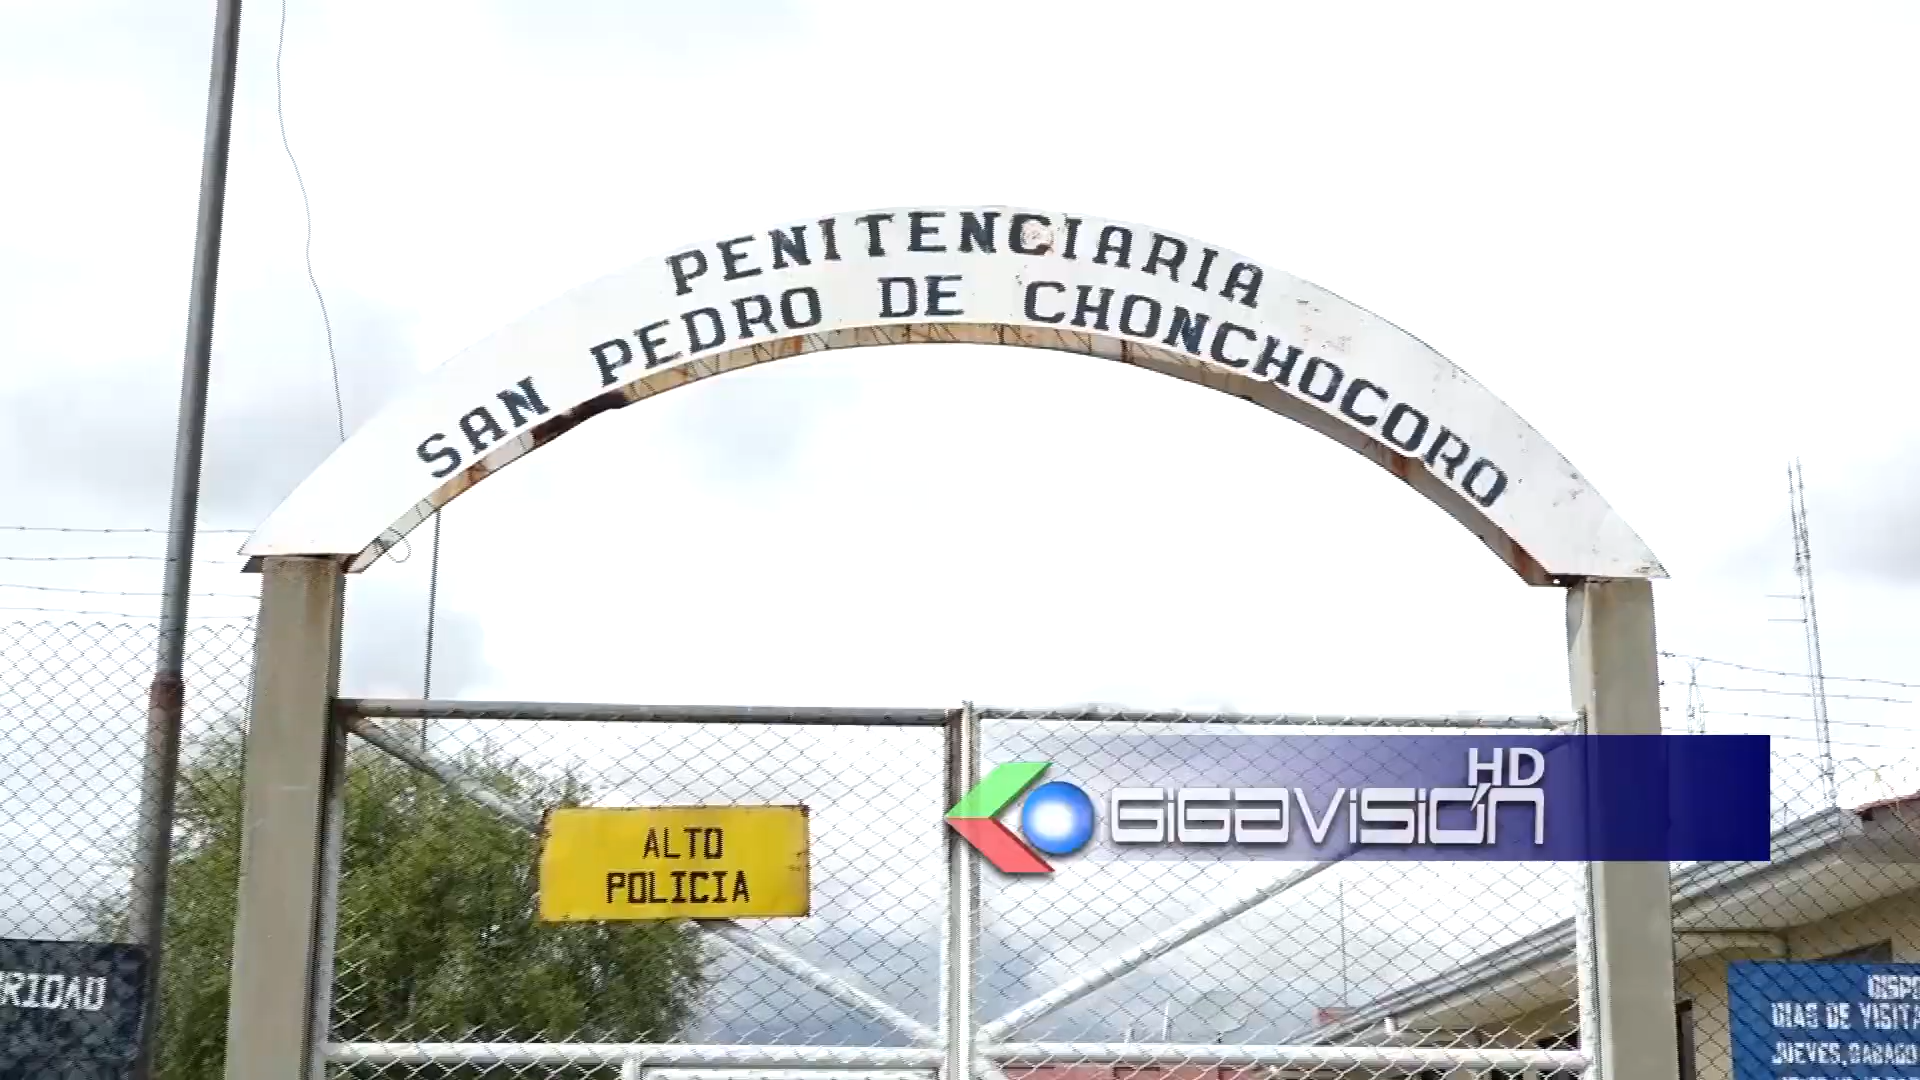 PENITENCIARIA
SAN PEDRO DE CHONCHOCORO
HD
GIGAVISIÓN
ALTO
POLICIA
RIDAD
DIAS DE VISITA
JUEVES,